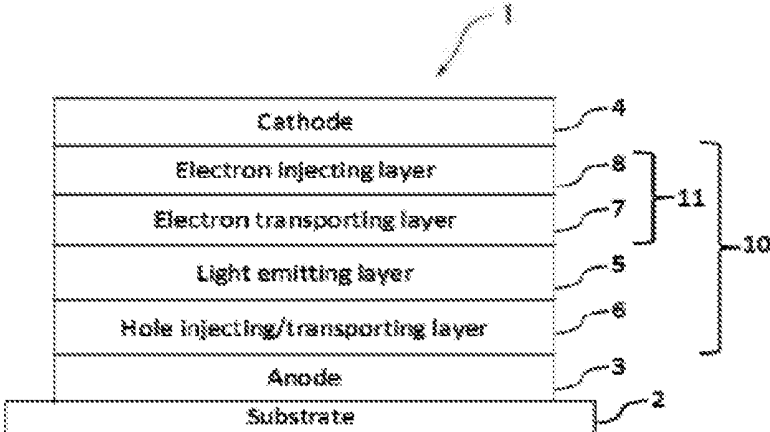 1
Cathode 4
Electron injecting layer 8
Electron transporting layer 7
11
10
Light emitting layer 5
Hole injecting/transporting layer 6
Anode 3
Substrate 2